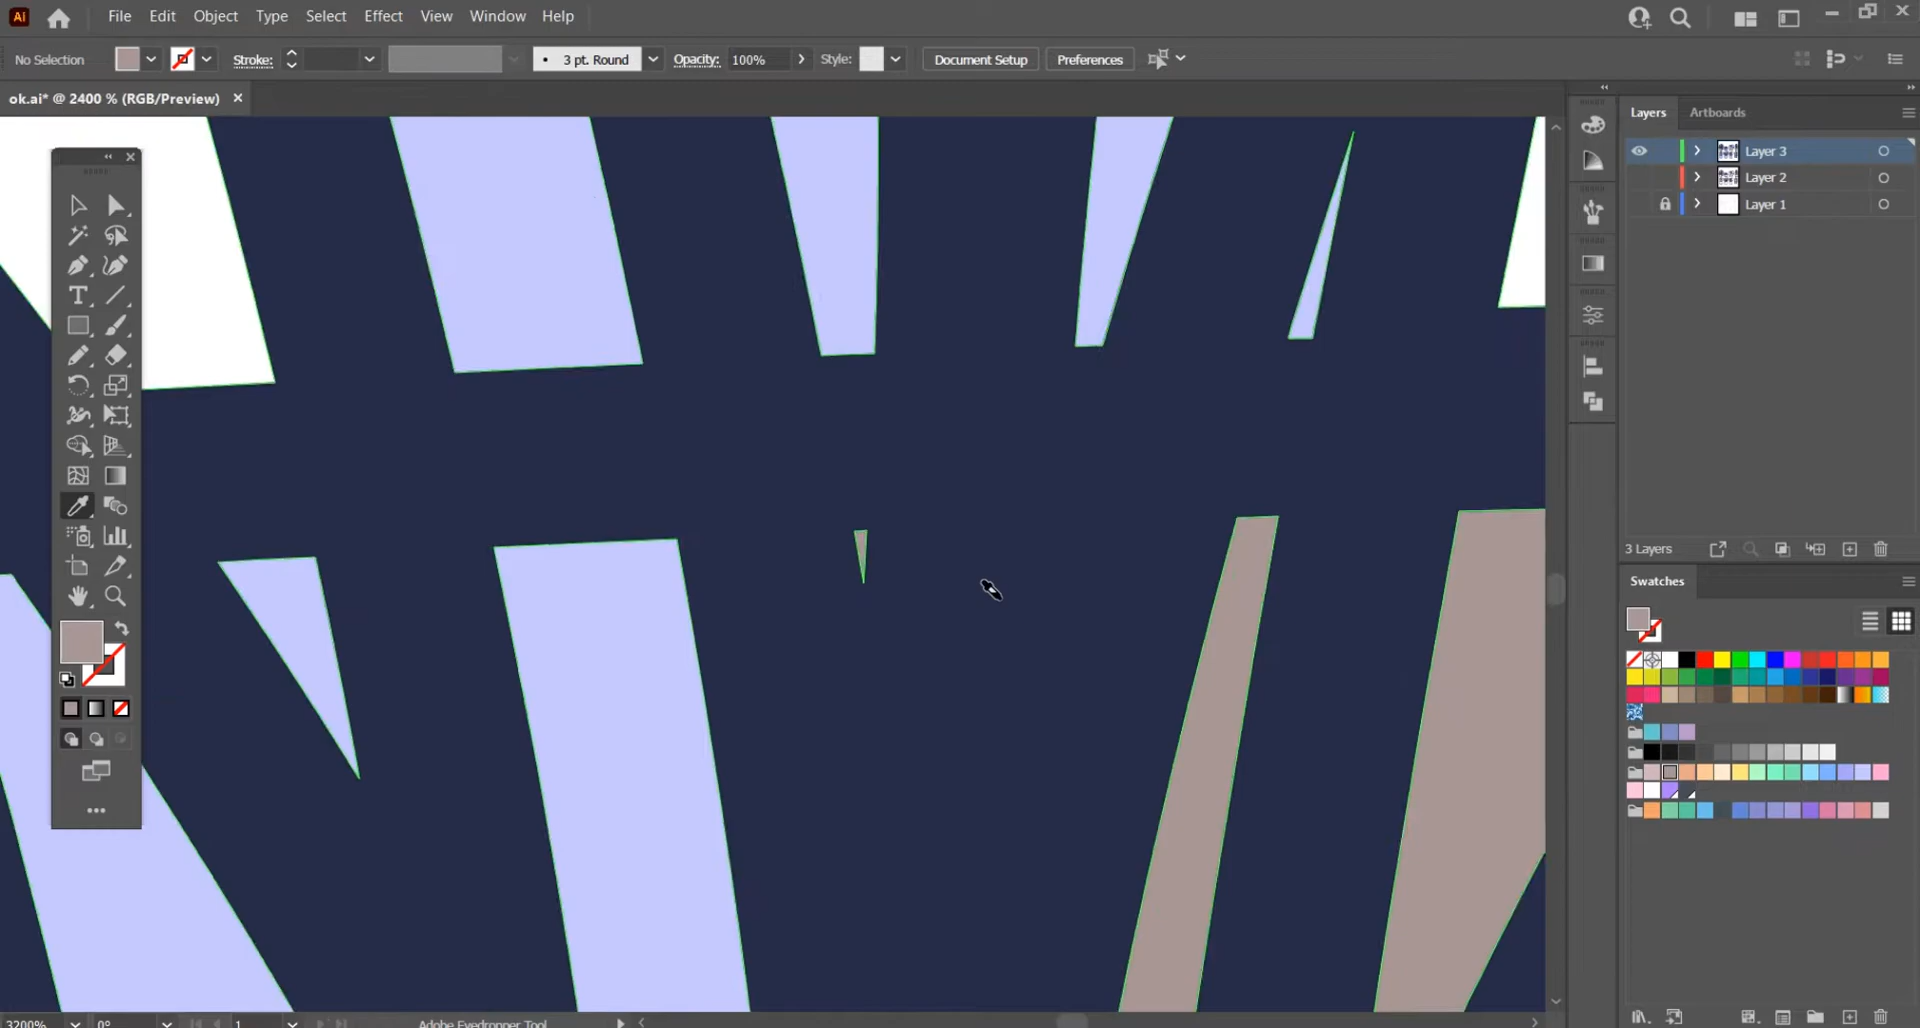 Ai File Edit Object Type Select Effect View Window Help
No Selection Stroke: 3 pt. Round Opacity: 100% Style: Document Setup Preferences
ok.ai* @ 2400 % (RGB/Preview)
Layers Artboards
Layer 3
Layer 2
Layer 1
3 Layers
Swatches
3200% 0° 1 Adobe Eyedropper Tool